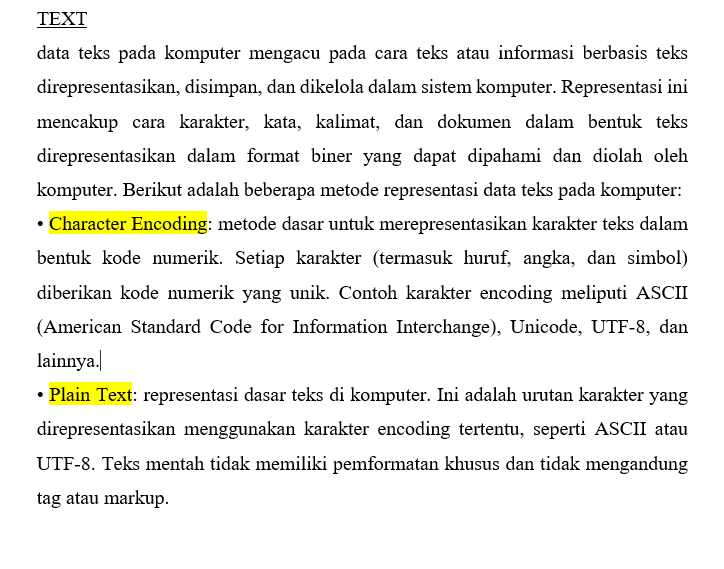 TEXT
data teks pada komputer mengacu pada cara teks atau informasi berbasis teks
direpresentasikan, disimpan, dan dikelola dalam sistem komputer. Representasi ini
mencakup cara karakter, kata, kalimat, dan dokumen dalam bentuk teks
direpresentasikan dalam format biner yang dapat dipahami dan diolah oleh
komputer. Berikut adalah beberapa metode representasi data teks pada komputer:
• Character Encoding: metode dasar untuk merepresentasikan karakter teks dalam
bentuk kode numerik. Setiap karakter (termasuk huruf, angka, dan simbol)
diberikan kode numerik yang unik. Contoh karakter encoding meliputi ASCII
(American Standard Code for Information Interchange), Unicode, UTF-8, dan
lainnya.
• Plain Text: representasi dasar teks di komputer. Ini adalah urutan karakter yang
direpresentasikan menggunakan karakter encoding tertentu, seperti ASCII atau
UTF-8. Teks mentah tidak memiliki pemformatan khusus dan tidak mengandung
tag atau markup.